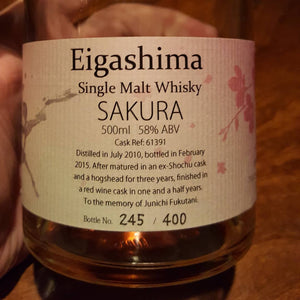 Eigashima
Single Malt Whisky
SAKURA
500ml 58% ABV
Cask Ref: 61391
Distilled in July 2010, bottled in February
2015. After matured in an ex-Shochu cask
and a hogshead for three years, finished in
a red wine cask in one and a half years.
To the memory of Junichi Fukutani.
Bottle No. 245 / 400